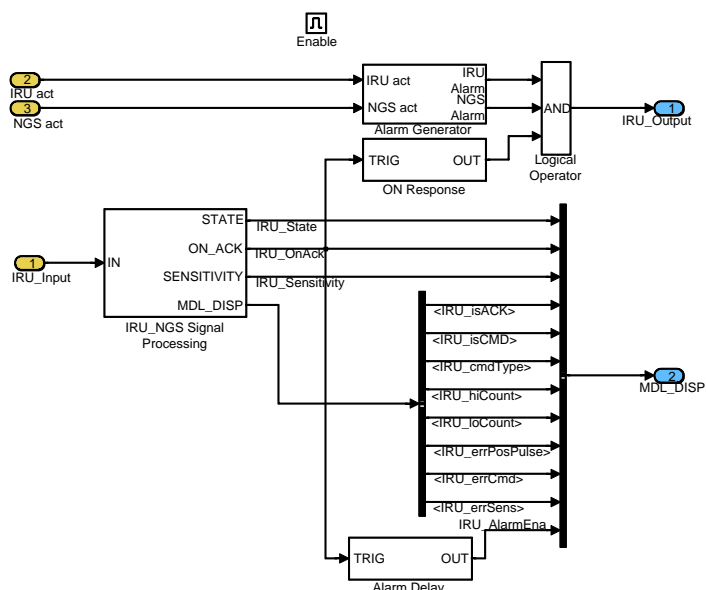 Enable
2
IRU act
3
NGS act
IRU act
NGS act
IRU
Alarm
NGS
Alarm
Alarm Generator
AND
Logical
Operator
1
IRU_Output
TRIG
OUT
ON Response
1
IRU_Input
IN
STATE
ON_ACK
SENSITIVITY
MDL_DISP
IRU_NGS Signal
Processing
IRU_State
IRU_OnAck
IRU_Sensitivity
<IRU_isACK>
<IRU_isCMD>
<IRU_cmdType>
<IRU_hiCount>
<IRU_loCount>
<IRU_errPosPulse>
<IRU_errCmd>
<IRU_errSens>
IRU_AlarmEna
2
MDL_DISP
TRIG
OUT
Alarm Delay